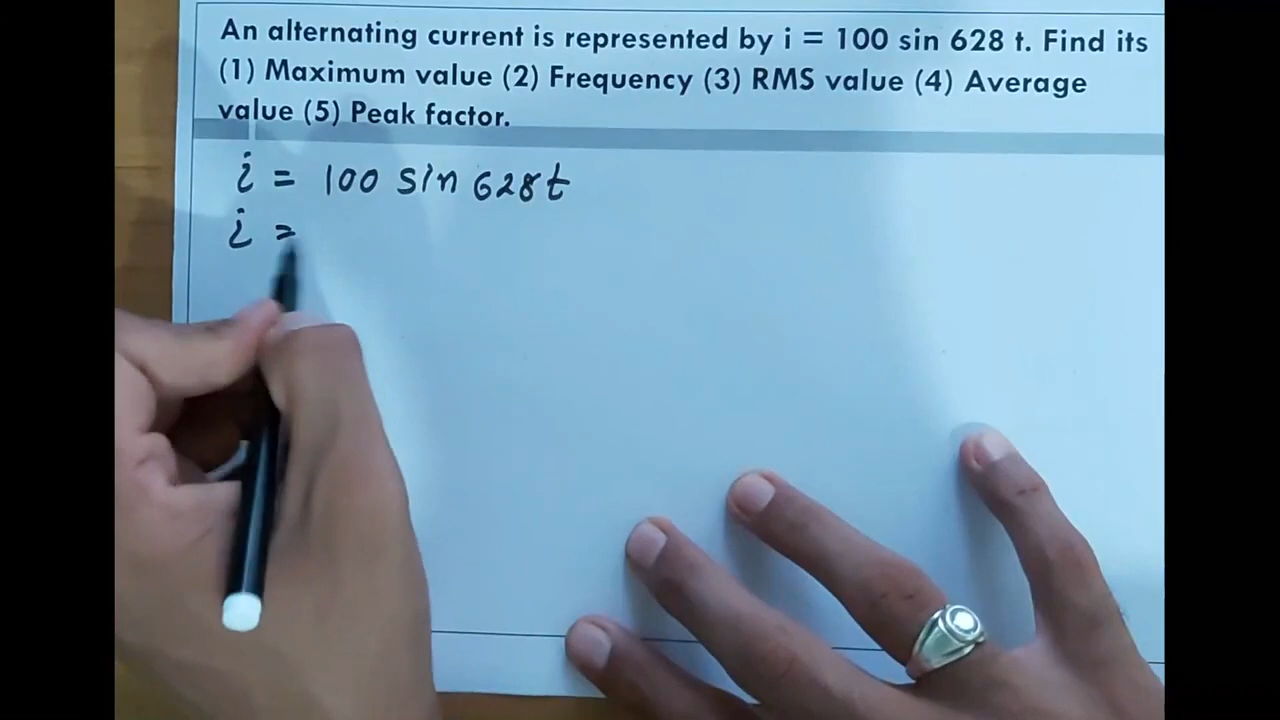 An alternating current is represented by i = 100 sin 628 t. Find its
(1) Maximum value (2) Frequency (3) RMS value (4) Average
value (5) Peak factor.
i = 100 sin 628t
i =